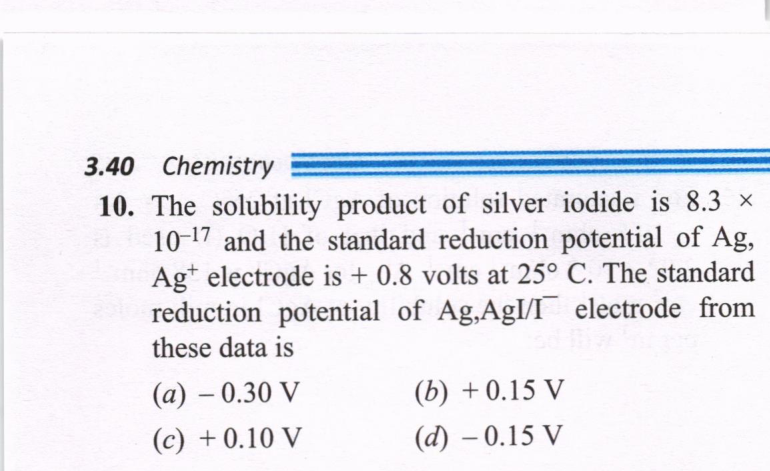 3.40 Chemistry
10. The solubility product of silver iodide is 8.3 ×
10⁻¹⁷ and the standard reduction potential of Ag,
Ag⁺ electrode is + 0.8 volts at 25° C. The standard
reduction potential of Ag,AgI/I⁻ electrode from
these data is
(a) – 0.30 V (b) + 0.15 V
(c) + 0.10 V (d) – 0.15 V